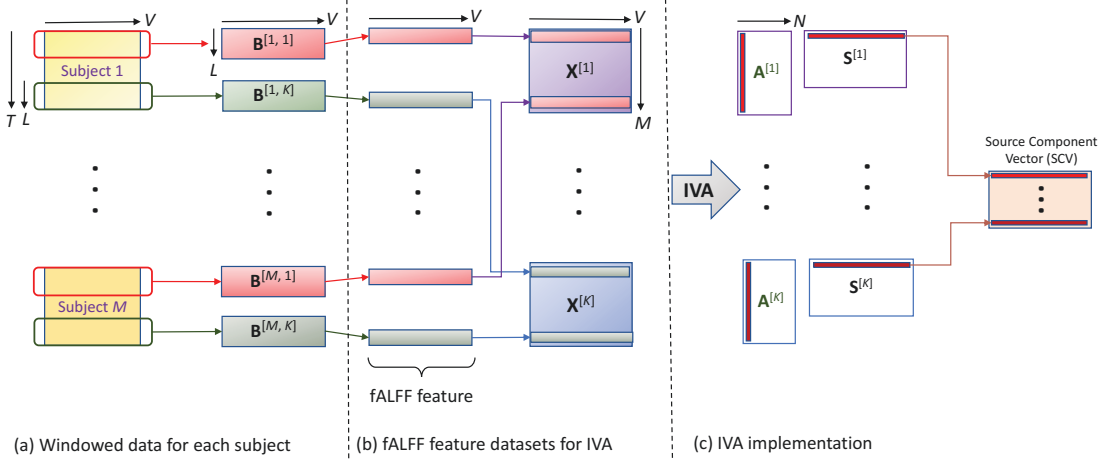 V
V
V
V
N
T
L
L
M
Subject 1
B[1, 1]
B[1, K]
X[1]
A[1]
S[1]
IVA
Source Component
Vector (SCV)
Subject M
B[M, 1]
B[M, K]
X[K]
A[K]
S[K]
fALFF feature
(a) Windowed data for each subject
(b) fALFF feature datasets for IVA
(c) IVA implementation